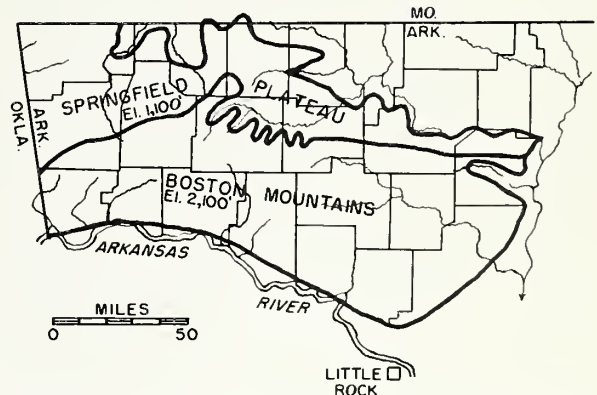 MO.
ARK.
SPRINGFIELD
El. 1,100'
PLATEAU
ARK.
OKLA.
BOSTON
El. 2,100'
MOUNTAINS
ARKANSAS
RIVER
MILES
0 50
LITTLE
ROCK